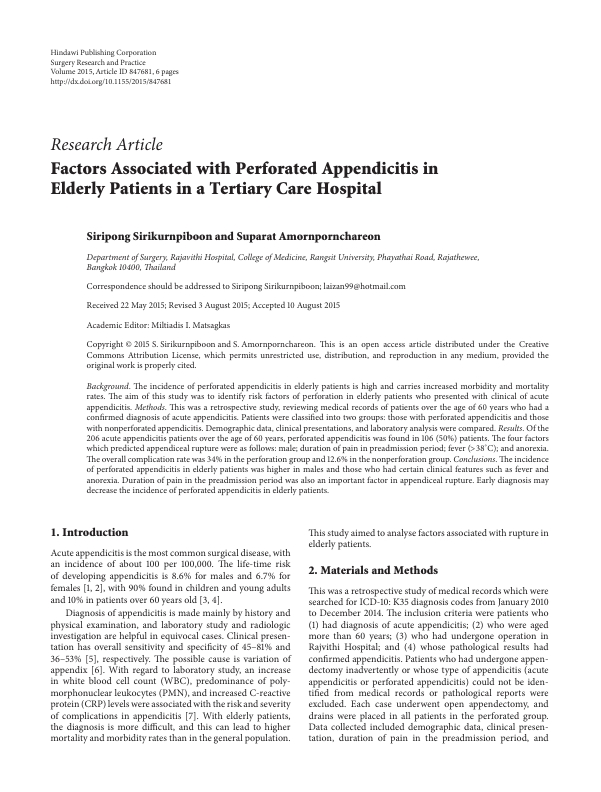 Hindawi Publishing Corporation
Surgery Research and Practice
Volume 2015, Article ID 847681, 6 pages
http://dx.doi.org/10.1155/2015/847681
Research Article
Factors Associated with Perforated Appendicitis in
Elderly Patients in a Tertiary Care Hospital
Siripong Sirikurnpiboon and Suparat Amornpornchareon
Department of Surgery, Rajavithi Hospital, College of Medicine, Rangsit University, Phayathai Road, Rajathewee,
Bangkok 10400, Thailand
Correspondence should be addressed to Siripong Sirikurnpiboon; laizan99@hotmail.com
Received 22 May 2015; Revised 3 August 2015; Accepted 10 August 2015
Academic Editor: Miltiadis I. Matsagkas
Copyright © 2015 S. Sirikurnpiboon and S. Amornpornchareon. This is an open access article distributed under the Creative
Commons Attribution License, which permits unrestricted use, distribution, and reproduction in any medium, provided the
original work is properly cited.
Background. The incidence of perforated appendicitis in elderly patients is high and carries increased morbidity and mortality
rates. The aim of this study was to identify risk factors of perforation in elderly patients who presented with clinical of acute
appendicitis. Methods. This was a retrospective study, reviewing medical records of patients over the age of 60 years who had a
confirmed diagnosis of acute appendicitis. Patients were classified into two groups: those with perforated appendicitis and those
with nonperforated appendicitis. Demographic data, clinical presentations, and laboratory analysis were compared. Results. Of the
206 acute appendicitis patients over the age of 60 years, perforated appendicitis was found in 106 (50%) patients. The four factors
which predicted appendiceal rupture were as follows: male; duration of pain in preadmission period; fever (>38°C); and anorexia.
The overall complication rate was 34% in the perforation group and 12.6% in the nonperforation group. Conclusions. The incidence
of perforated appendicitis in elderly patients was higher in males and those who had certain clinical features such as fever and
anorexia. Duration of pain in the preadmission period was also an important factor in appendiceal rupture. Early diagnosis may
decrease the incidence of perforated appendicitis in elderly patients.
1. Introduction
Acute appendicitis is the most common surgical disease, with
an incidence of about 100 per 100,000. The life-time risk
of developing appendicitis is 8.6% for males and 6.7% for
females [1, 2], with 90% found in children and young adults
and 10% in patients over 60 years old [3, 4].
Diagnosis of appendicitis is made mainly by history and
physical examination, and laboratory study and radiologic
investigation are helpful in equivocal cases. Clinical presen-
tation has overall sensitivity and specificity of 45–81% and
36–53% [5], respectively. The possible cause is variation of
appendix [6]. With regard to laboratory study, an increase
in white blood cell count (WBC), predominance of poly-
morphonuclear leukocytes (PMN), and increased C-reactive
protein (CRP) levels were associated with the risk and severity
of complications in appendicitis [7]. With elderly patients,
the diagnosis is more difficult, and this can lead to higher
mortality and morbidity rates than in the general population.
This study aimed to analyse factors associated with rupture in
elderly patients.
2. Materials and Methods
This was a retrospective study of medical records which were
searched for ICD-10: K35 diagnosis codes from January 2010
to December 2014. The inclusion criteria were patients who
(1) had diagnosis of acute appendicitis; (2) who were aged
more than 60 years; (3) who had undergone operation in
Rajvithi Hospital; and (4) whose pathological results had
confirmed appendicitis. Patients who had undergone appen-
dectomy inadvertently or whose type of appendicitis (acute
appendicitis or perforated appendicitis) could not be iden-
tified from medical records or pathological reports were
excluded. Each case underwent open appendectomy, and
drains were placed in all patients in the perforated group.
Data collected included demographic data, clinical presen-
tation, duration of pain in the preadmission period, and